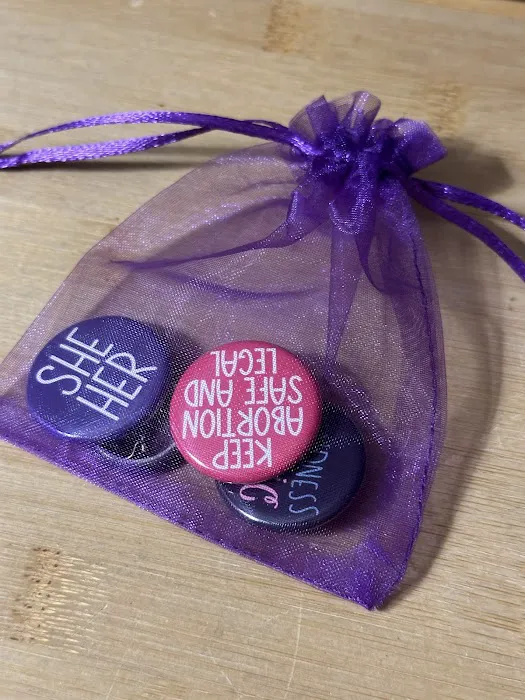 SHE
HER
KEEP
ABORTION
SAFE AND
LEGAL